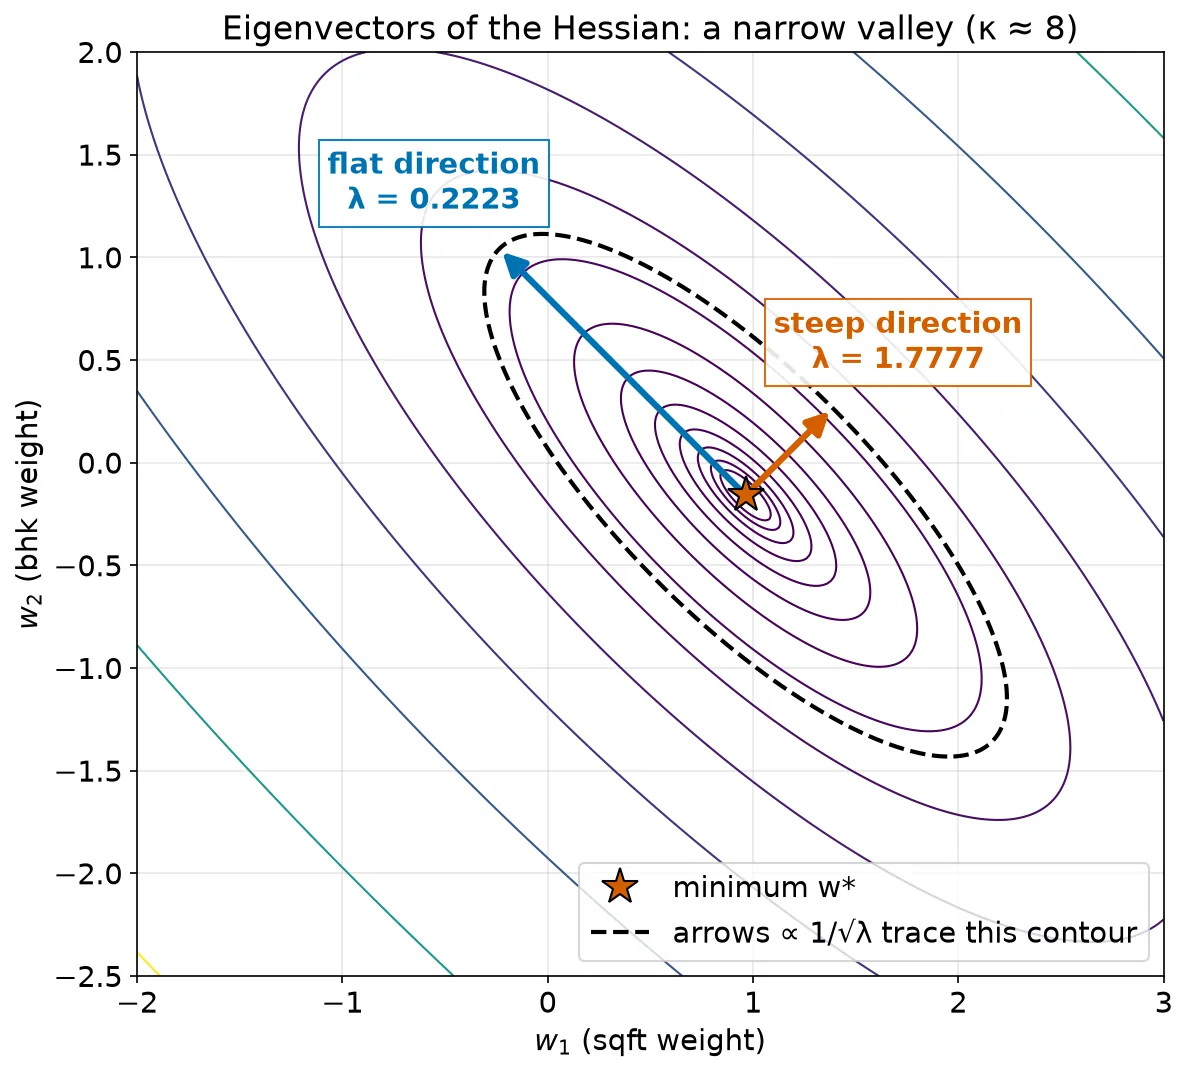 Eigenvectors of the Hessian: a narrow valley (κ ≈ 8)
2.0
1.5
1.0
0.5
0.0
−0.5
−1.0
−1.5
−2.0
−2.5
w₂ (bhk weight)
flat direction
λ = 0.2223
steep direction
λ = 1.7777
minimum w*
arrows ∝ 1/√λ trace this contour
−2 −1 0 1 2 3
w₁ (sqft weight)